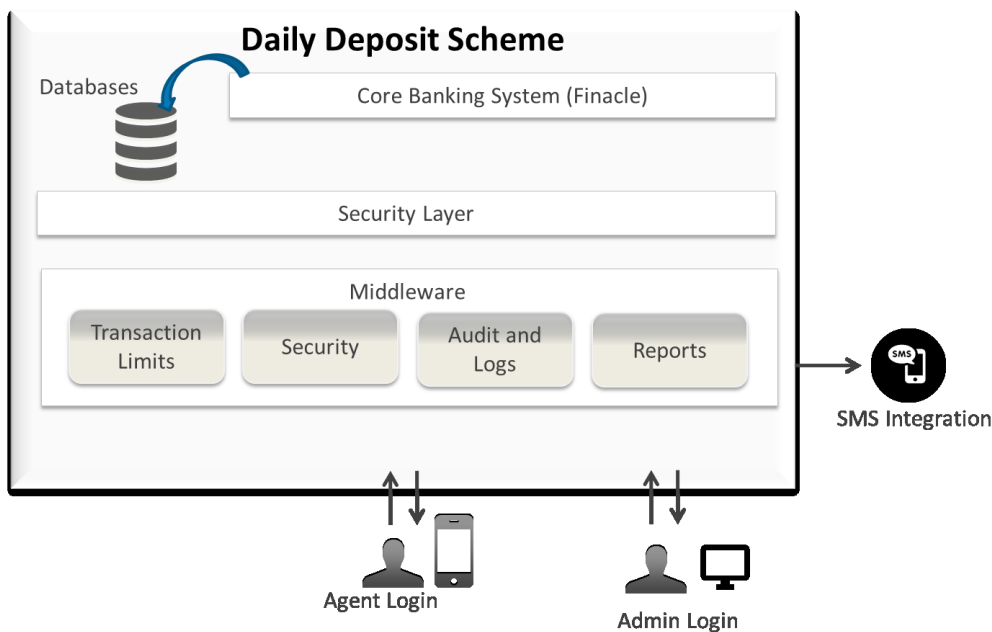 Daily Deposit Scheme
Databases
Core Banking System (Finacle)
Security Layer
Middleware
Transaction
Limits
Security
Audit and
Logs
Reports
SMS
SMS Integration
Agent Login
Admin Login